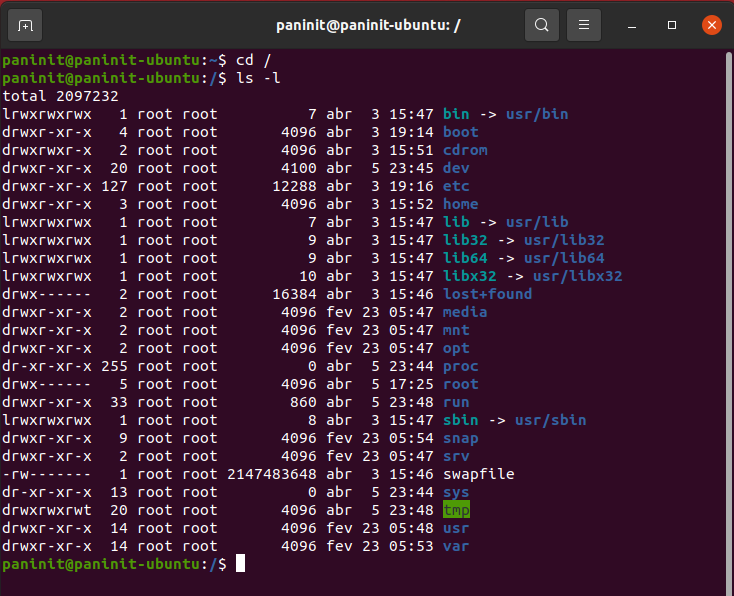 paninit@paninit-ubuntu: /
paninit@paninit-ubuntu:~$ cd /
paninit@paninit-ubuntu:/$ ls -l
total 2097232
lrwxrwxrwx   1 root root          7 abr  3 15:47 bin -> usr/bin
drwxr-xr-x   4 root root       4096 abr  3 19:14 boot
drwxrwxr-x   2 root root       4096 abr  3 15:51 cdrom
drwxr-xr-x  20 root root       4100 abr  5 23:45 dev
drwxr-xr-x 127 root root      12288 abr  3 19:16 etc
drwxr-xr-x   3 root root       4096 abr  3 15:52 home
lrwxrwxrwx   1 root root          7 abr  3 15:47 lib -> usr/lib
lrwxrwxrwx   1 root root          9 abr  3 15:47 lib32 -> usr/lib32
lrwxrwxrwx   1 root root          9 abr  3 15:47 lib64 -> usr/lib64
lrwxrwxrwx   1 root root         10 abr  3 15:47 libx32 -> usr/libx32
drwx------   2 root root      16384 abr  3 15:46 lost+found
drwxr-xr-x   2 root root       4096 fev 23 05:47 media
drwxr-xr-x   2 root root       4096 fev 23 05:47 mnt
drwxr-xr-x   2 root root       4096 fev 23 05:47 opt
dr-xr-xr-x 255 root root          0 abr  5 23:44 proc
drwx------   5 root root       4096 abr  5 17:25 root
drwxr-xr-x  33 root root        860 abr  5 23:48 run
lrwxrwxrwx   1 root root          8 abr  3 15:47 sbin -> usr/sbin
drwxr-xr-x   9 root root       4096 fev 23 05:54 snap
drwxr-xr-x   2 root root       4096 fev 23 05:47 srv
-rw-------   1 root root 2147483648 abr  3 15:46 swapfile
dr-xr-xr-x  13 root root          0 abr  5 23:44 sys
drwxrwxrwt  20 root root       4096 abr  5 23:48 tmp
drwxr-xr-x  14 root root       4096 fev 23 05:48 usr
drwxr-xr-x  14 root root       4096 fev 23 05:53 var
paninit@paninit-ubuntu:/$